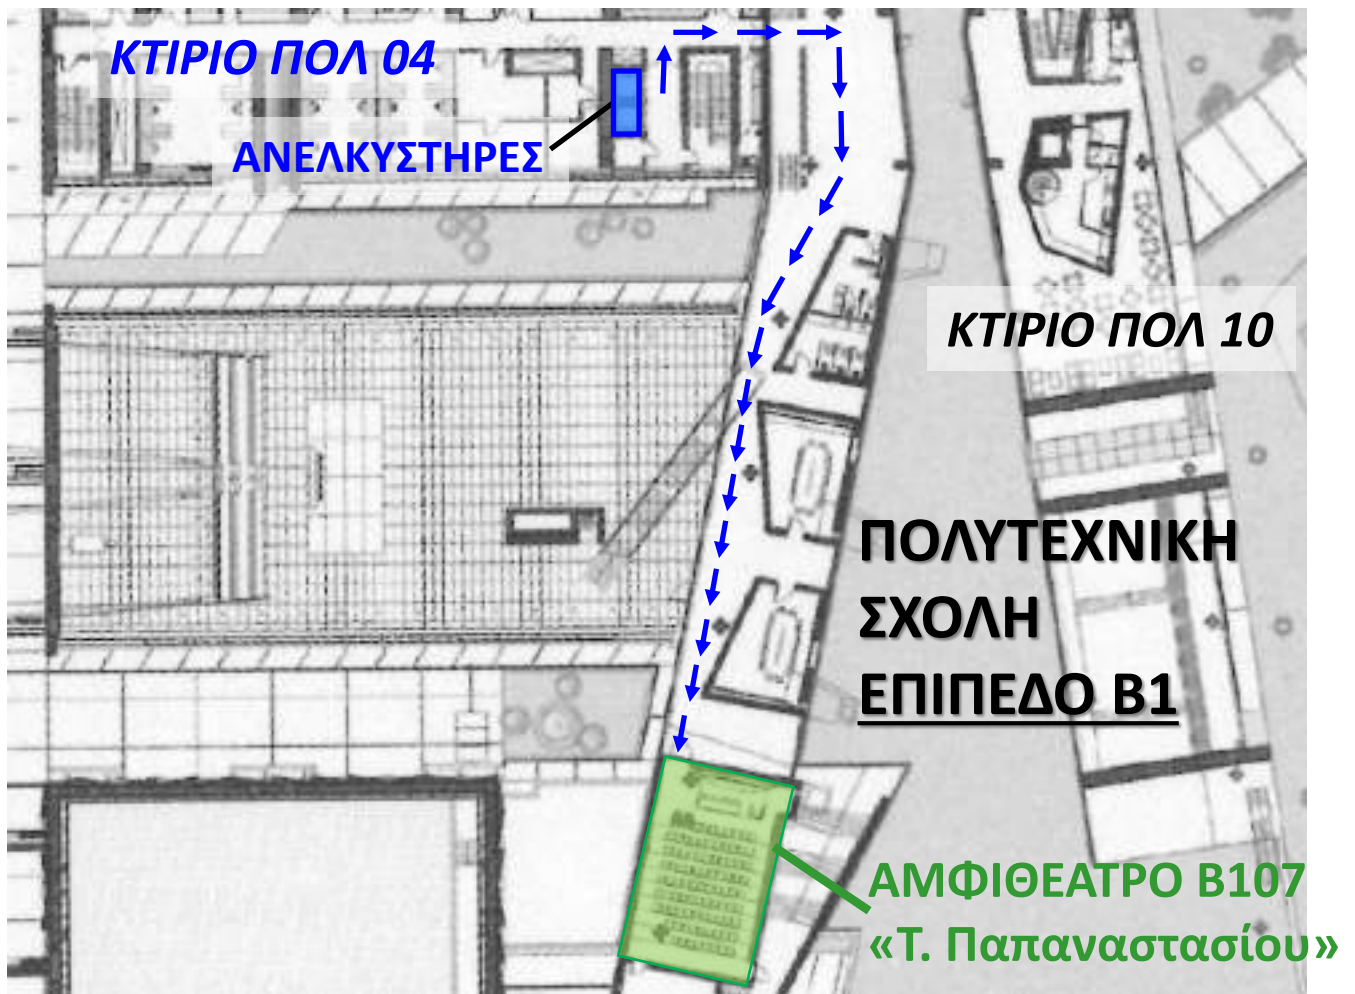 ΚΤΙΡΙΟ ΠΟΛ 04
ΑΝΕΛΚΥΣΤΗΡΕΣ
ΚΤΙΡΙΟ ΠΟΛ 10
ΠΟΛΥΤΕΧΝΙΚΗ
ΣΧΟΛΗ
ΕΠΙΠΕΔΟ Β1
ΑΜΦΙΘΕΑΤΡΟ Β107
«Τ. Παπαναστασίου»